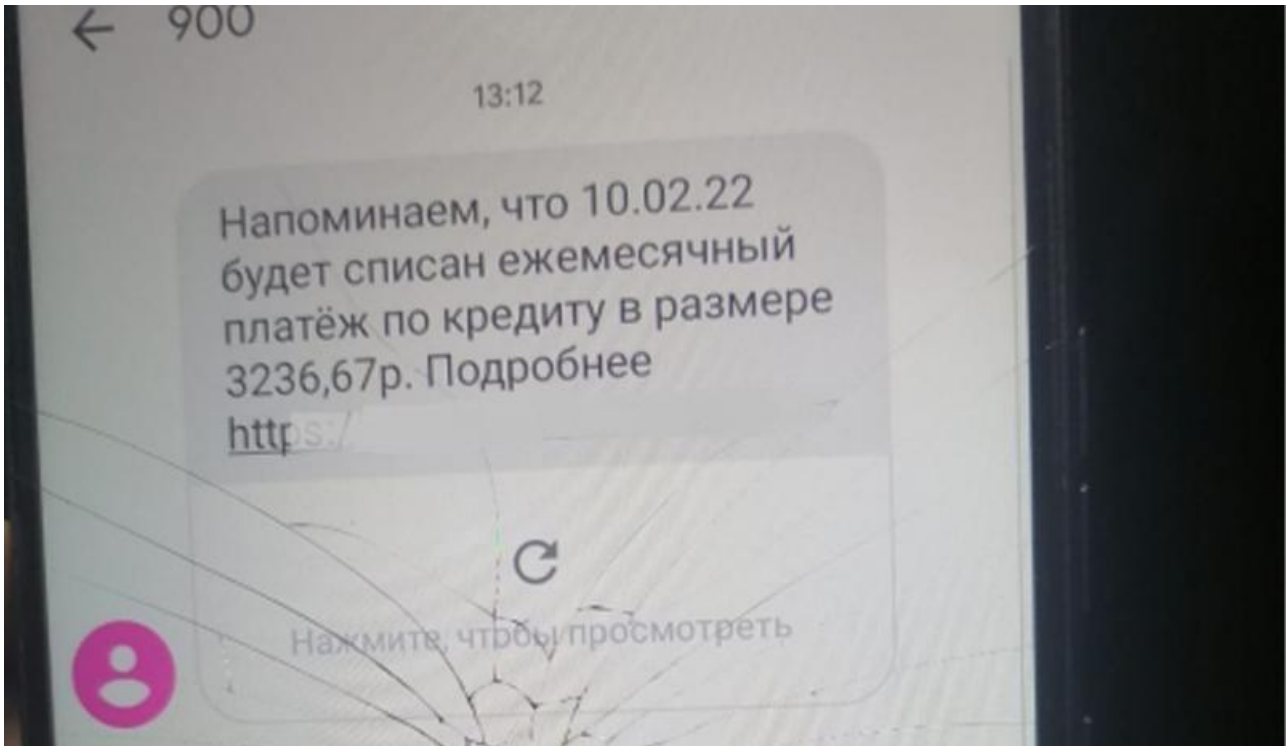 900
13:12
Напоминаем, что 10.02.22
будет списан ежемесячный
платёж по кредиту в размере
3236,67р. Подробнее
https:/
Нажмите, чтобы просмотреть